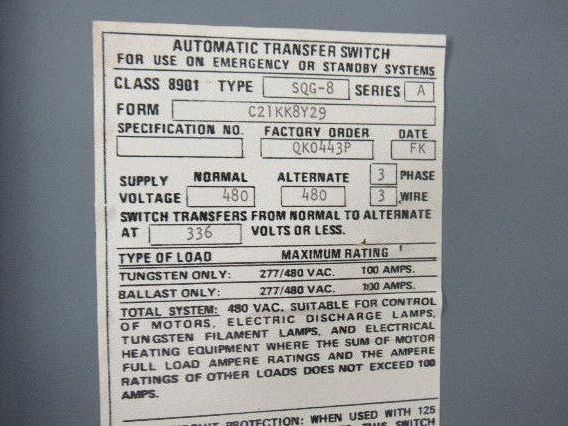 AUTOMATIC TRANSFER SWITCH
FOR USE ON EMERGENCY OR STANDBY SYSTEMS
CLASS 8901 TYPE SQG-8 SERIES A
FORM C21KK8Y29
SPECIFICATION NO. FACTORY ORDER DATE
QK0443P FK
SUPPLY VOLTAGE NORMAL 480 ALTERNATE 480 3 PHASE 3 WIRE
SWITCH TRANSFERS FROM NORMAL TO ALTERNATE
AT 336 VOLTS OR LESS.
TYPE OF LOAD MAXIMUM RATING
TUNGSTEN ONLY: 277/480 VAC. 100 AMPS.
BALLAST ONLY: 277/480 VAC. 100 AMPS.
TOTAL SYSTEM: 480 VAC. SUITABLE FOR CONTROL
OF MOTORS, ELECTRIC DISCHARGE LAMPS,
TUNGSTEN FILAMENT LAMPS, AND ELECTRICAL
HEATING EQUIPMENT WHERE THE SUM OF MOTOR
FULL LOAD AMPERE RATINGS AND THE AMPERE
RATINGS OF OTHER LOADS DOES NOT EXCEED 100
AMPS.
PROTECTION: WHEN USED WITH 125
THIS SWITCH